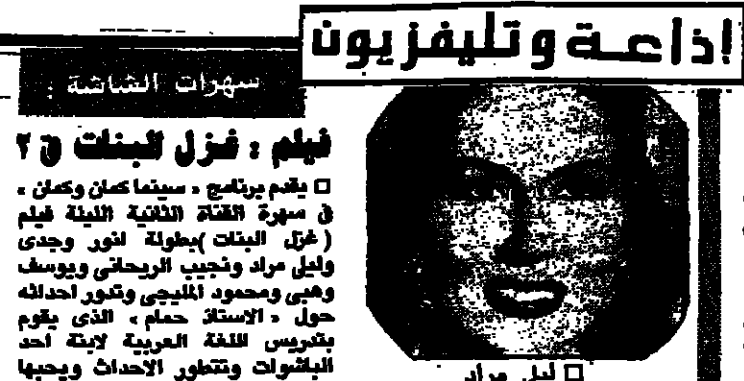 إذاعـة وتليفزيون
سهرات الشاشة :
فيلم : غزل البنات ق ٢
□ يقدم برنامج « سينما كمان وكمان »
في سهرة القناة الثانية الليلة فيلم
( غزل البنات )بطولة انور وجدى
وليلى مراد ونجيب الريحانى ويوسف
وهبى ومحمود المليجى وتدور احداثه
حول « الاستاذ حمام » الذى يقوم
بتدريس اللغة العربية لابنة احد
الباشوات وتتطور الاحداث ويحبها
□ ليلى مراد